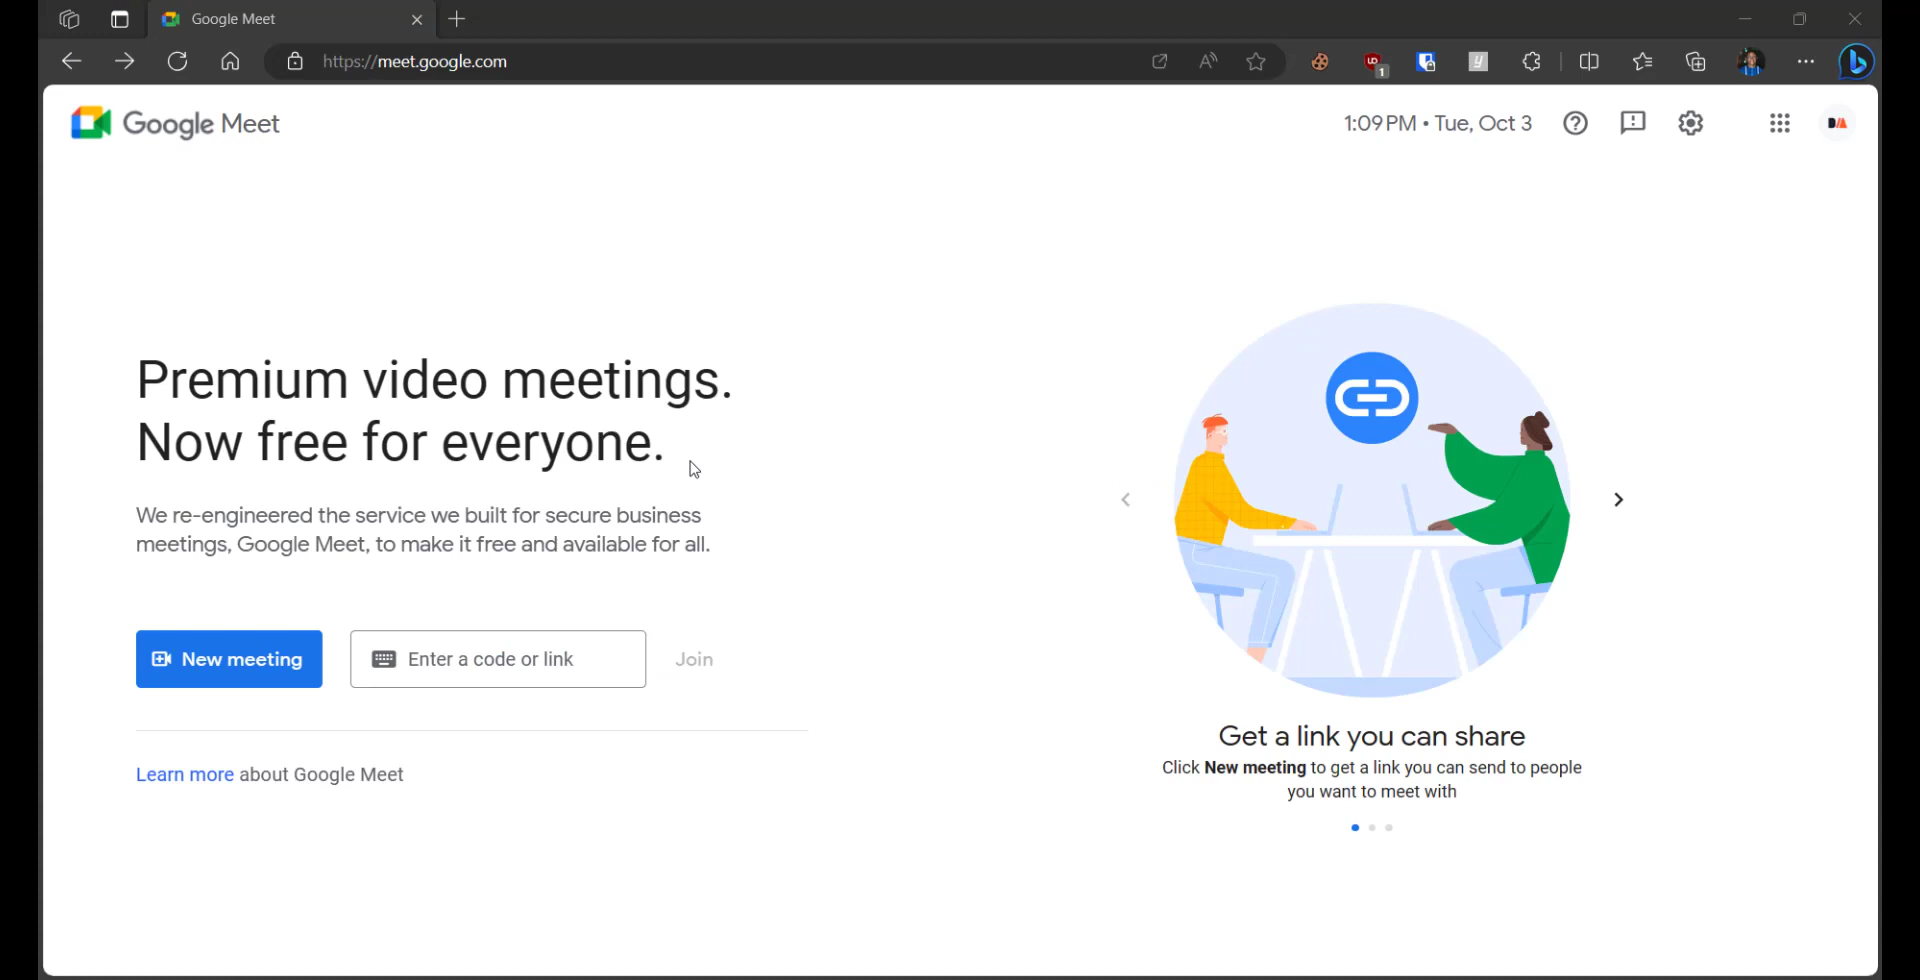 Google Meet
https://meet.google.com
1
Google Meet
1:09 PM • Tue, Oct 3
Premium video meetings.
Now free for everyone.
We re-engineered the service we built for secure business
meetings, Google Meet, to make it free and available for all.
New meeting
Enter a code or link
Join
Learn more about Google Meet
Get a link you can share
Click New meeting to get a link you can send to people
you want to meet with